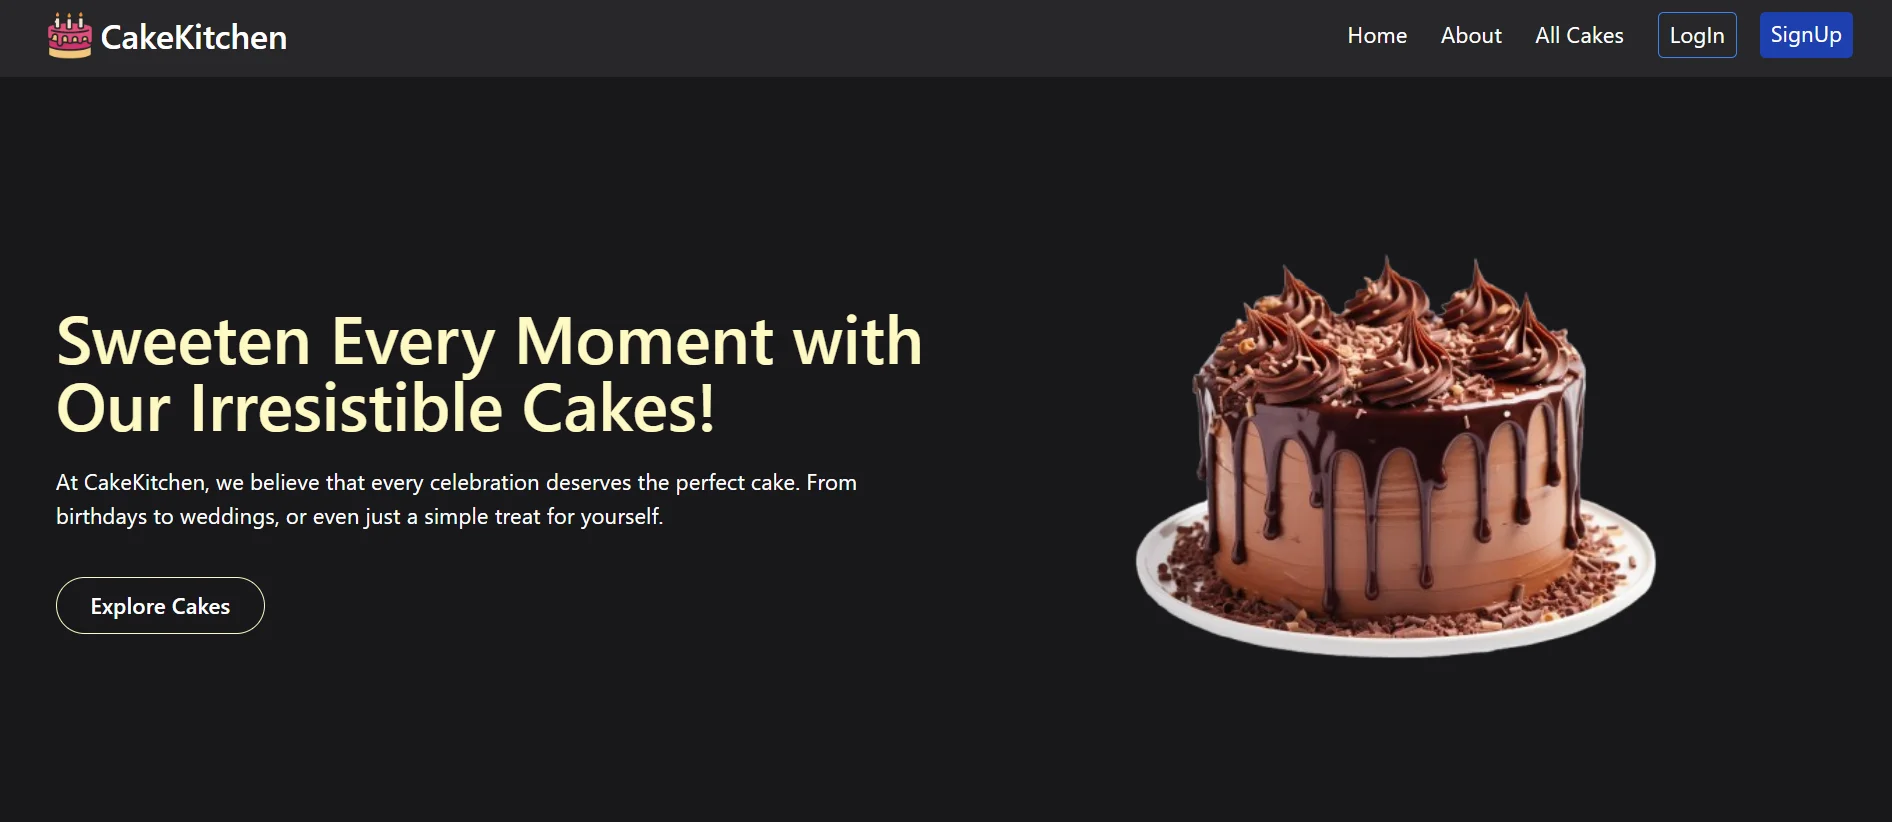 CakeKitchen
Home
About
All Cakes
LogIn
SignUp
Sweeten Every Moment with
Our Irresistible Cakes!
At CakeKitchen, we believe that every celebration deserves the perfect cake. From
birthdays to weddings, or even just a simple treat for yourself.
Explore Cakes